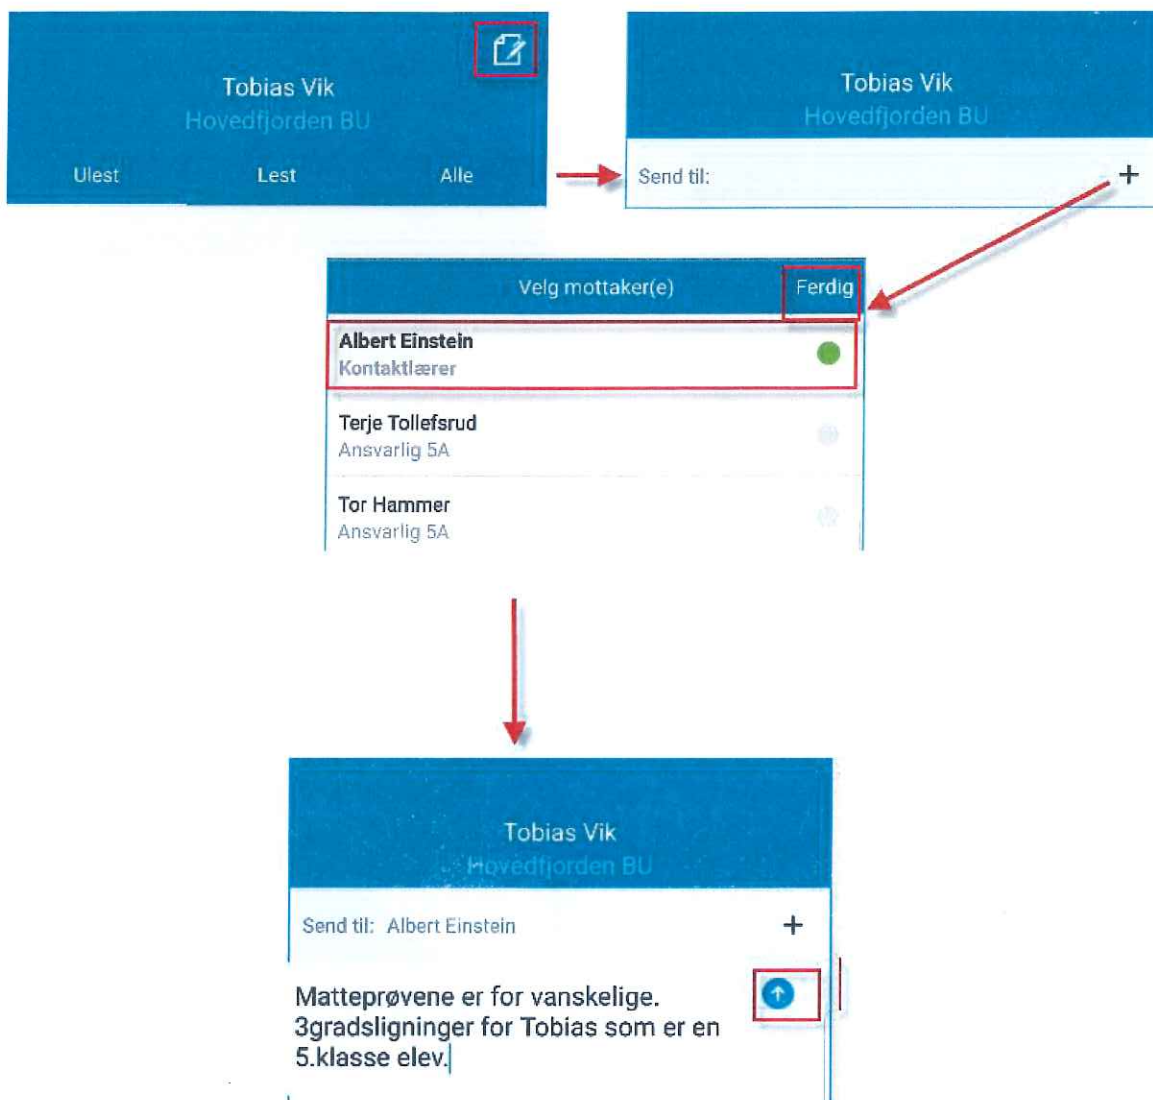 Tobias Vik
Hovedfjorden BU
Ulest Lest Alle
Tobias Vik
Hovedfjorden BU
Send til: +
Velg mottaker(e) Ferdig
Albert Einstein
Kontaktlærer
Terje Tollefsrud
Ansvarlig 5A
Tor Hammer
Ansvarlig 5A
Tobias Vik
Hovedfjorden BU
Send til: Albert Einstein +
Matteprøvene er for vanskelige.
3gradsligninger for Tobias som er en
5.klasse elev.